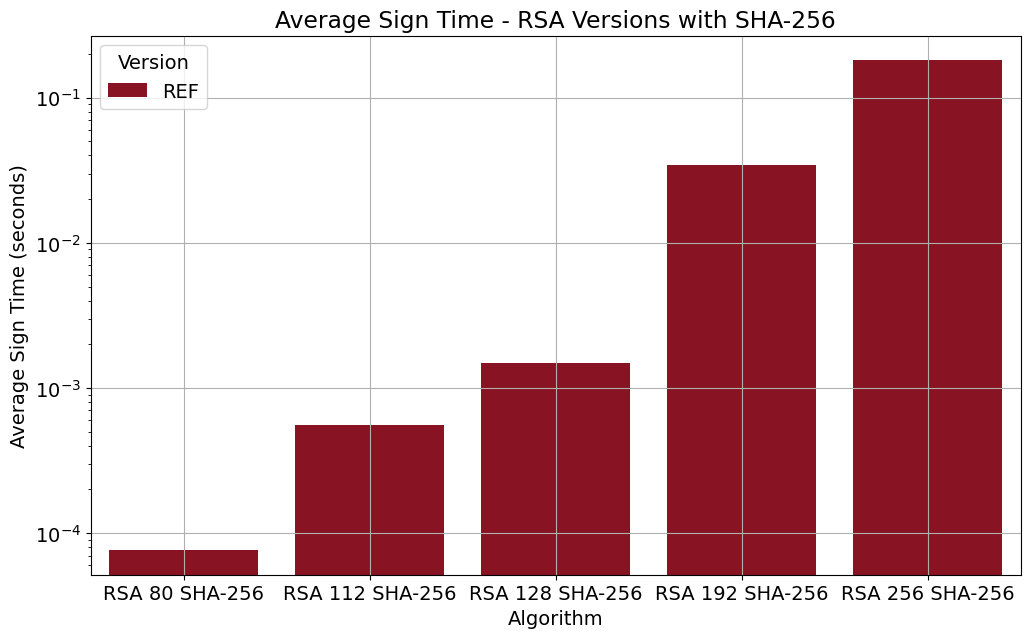 Average Sign Time - RSA Versions with SHA-256
Version
REF
Average Sign Time (seconds)
10⁻¹
10⁻²
10⁻³
10⁻⁴
RSA 80 SHA-256
RSA 112 SHA-256
RSA 128 SHA-256
RSA 192 SHA-256
RSA 256 SHA-256
Algorithm